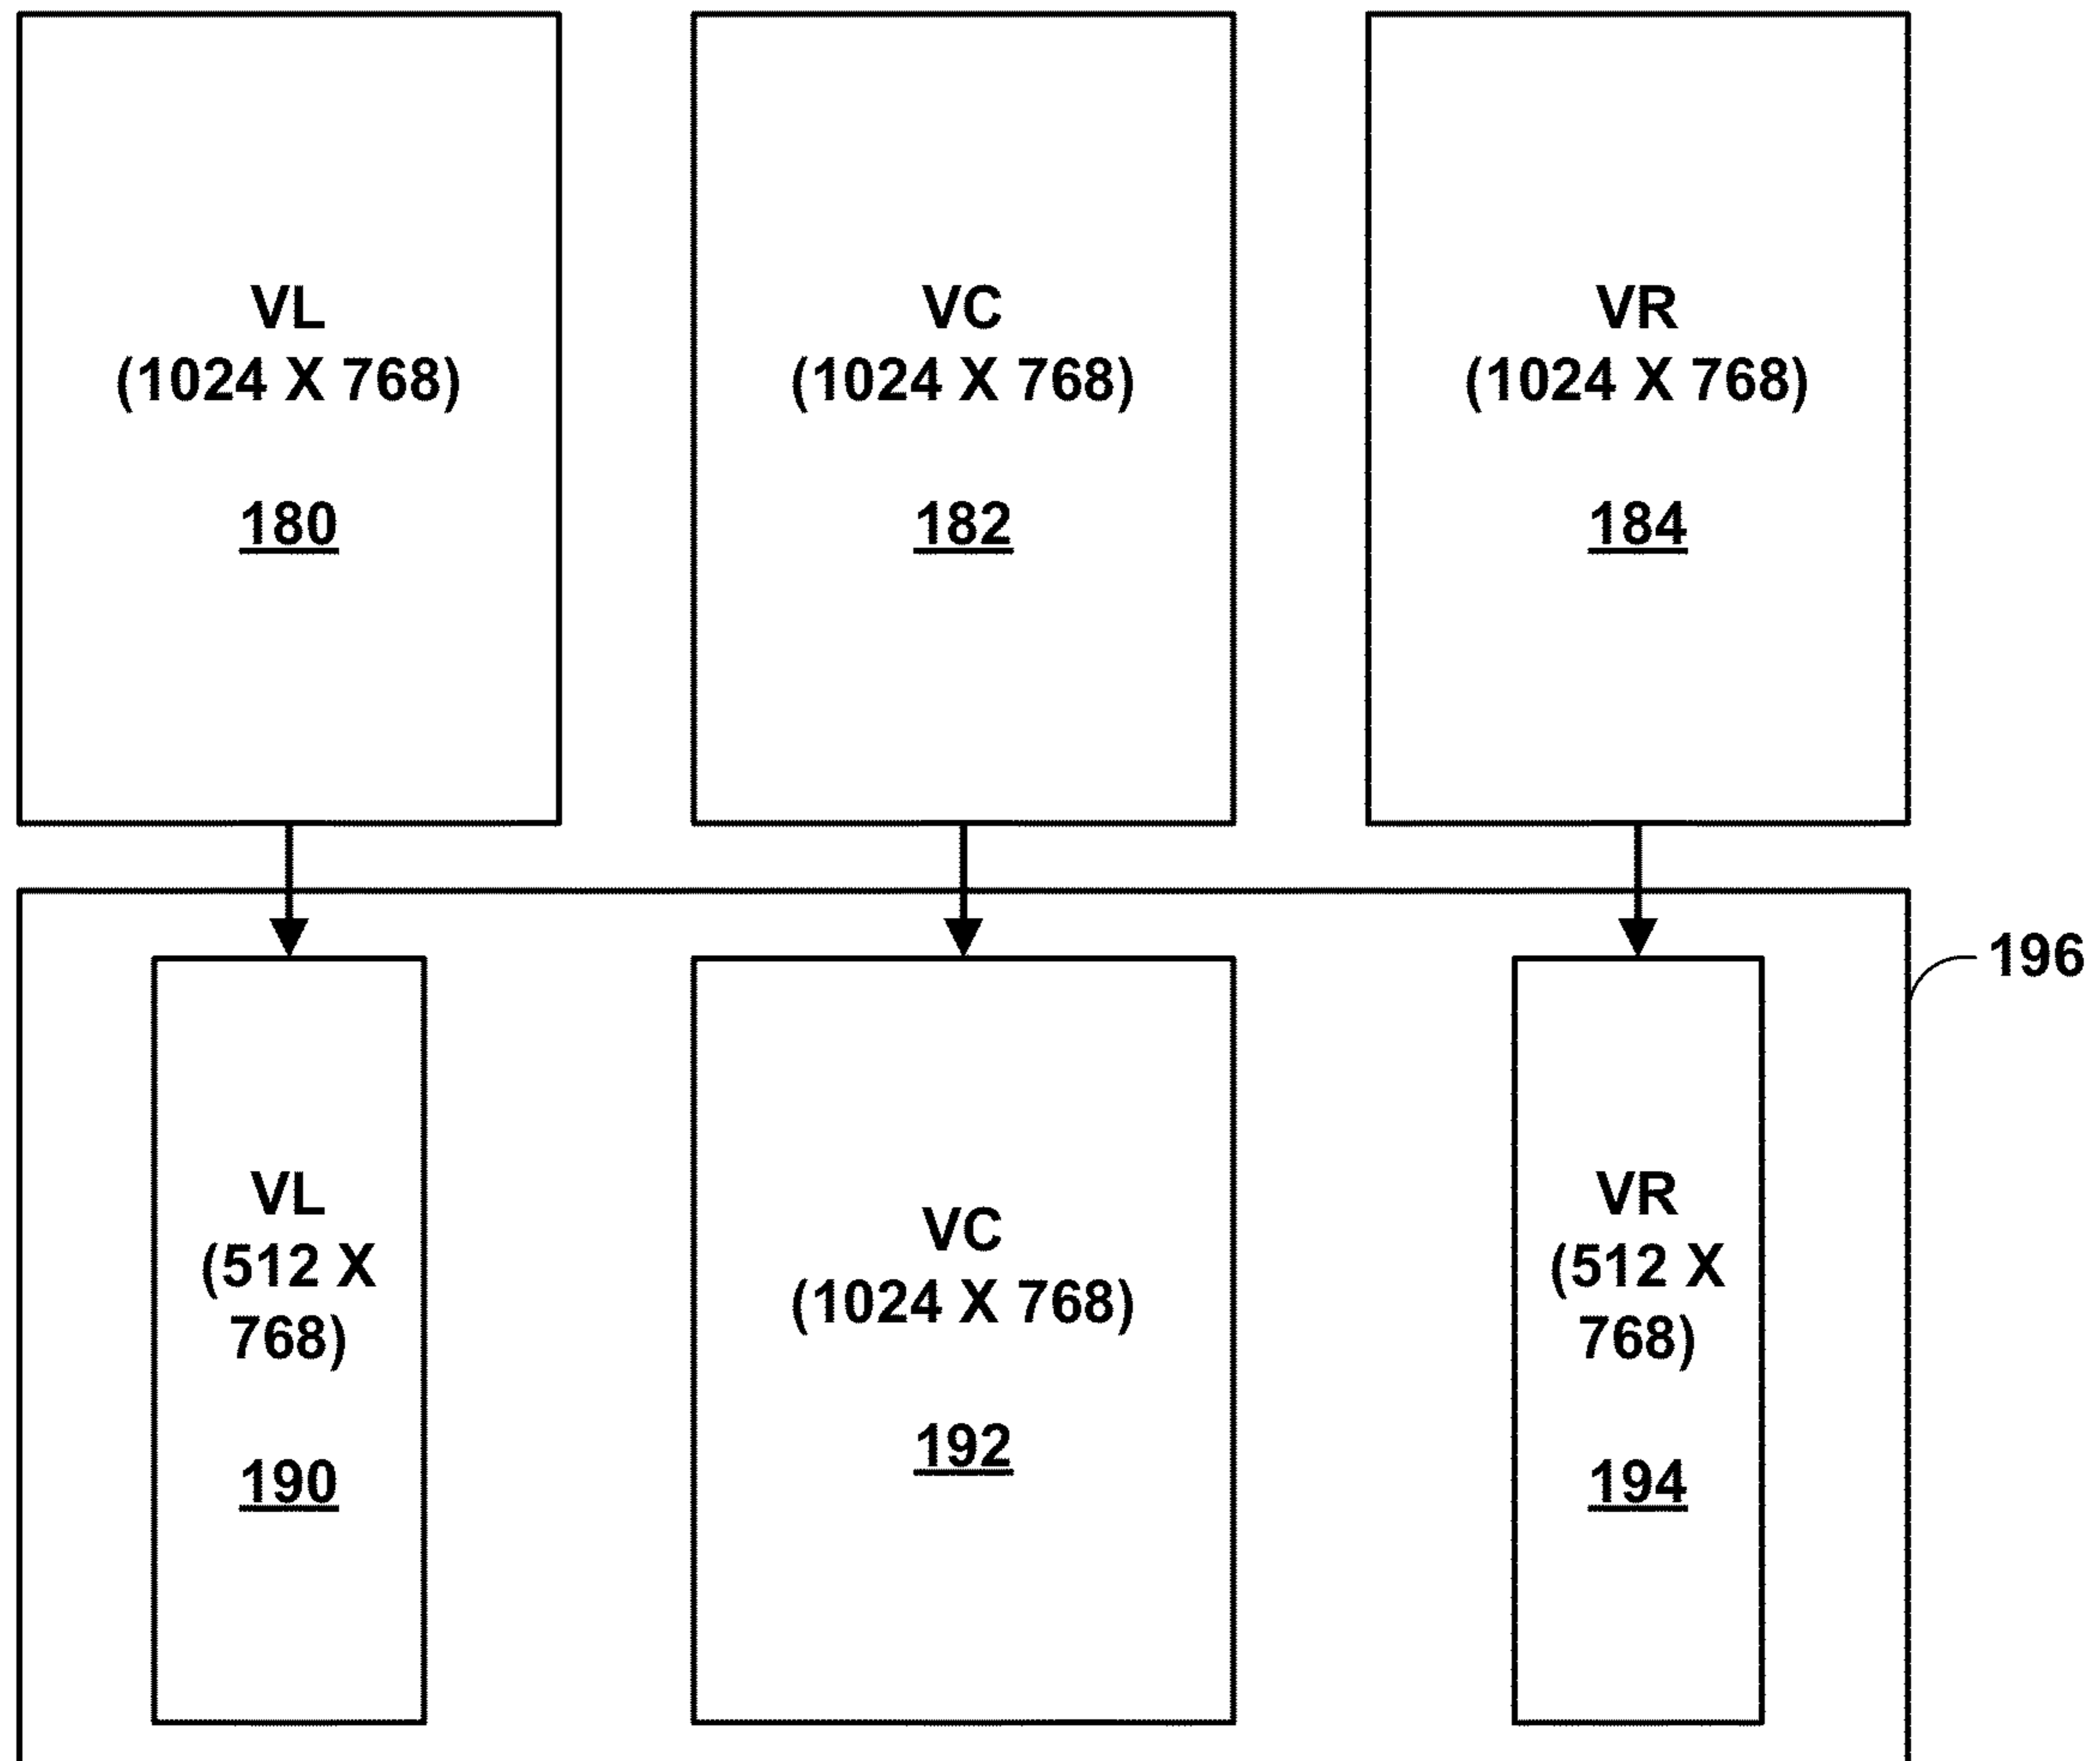 VL
(1024 X 768)
180
VC
(1024 X 768)
182
VR
(1024 X 768)
184
196
VL
(512 X
768)
190
VC
(1024 X 768)
192
VR
(512 X
768)
194